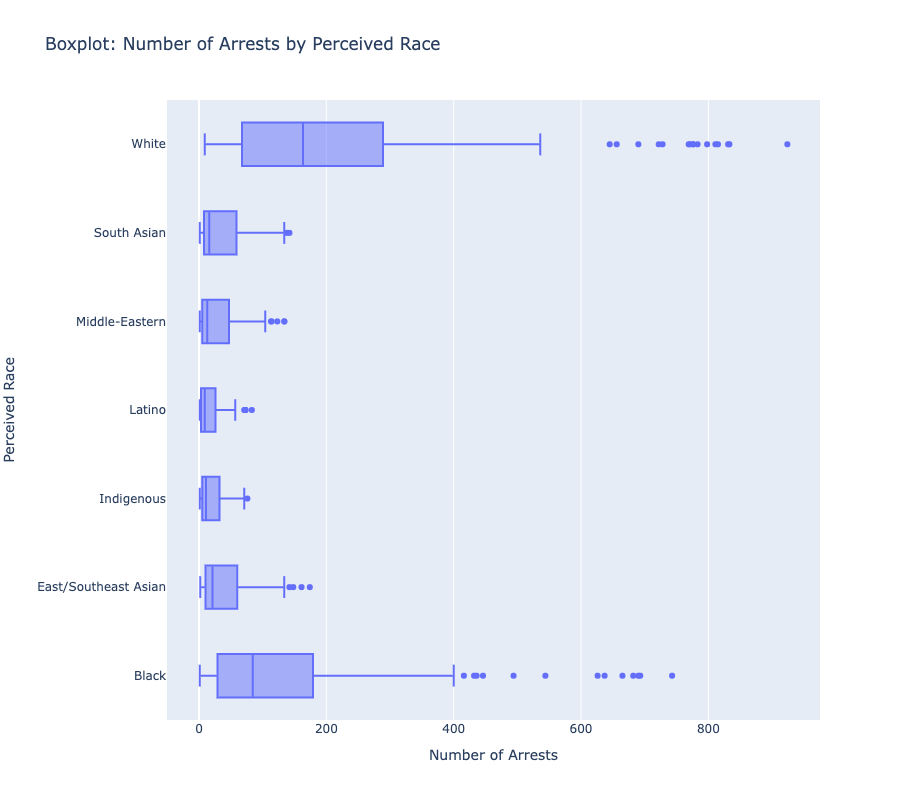 Boxplot: Number of Arrests by Perceived Race
Perceived Race
White
South Asian
Middle-Eastern
Latino
Indigenous
East/Southeast Asian
Black
0 200 400 600 800
Number of Arrests